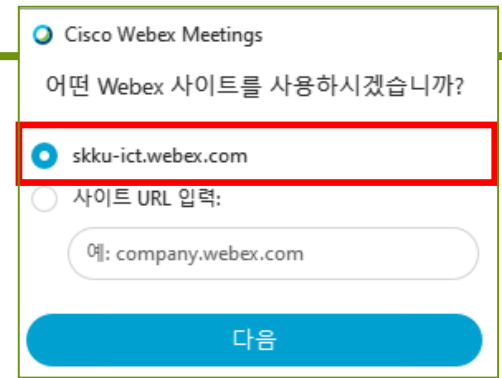 Cisco Webex Meetings
어떤 Webex 사이트를 사용하시겠습니까?
skku-ict.webex.com
사이트 URL 입력:
예: company.webex.com
다음